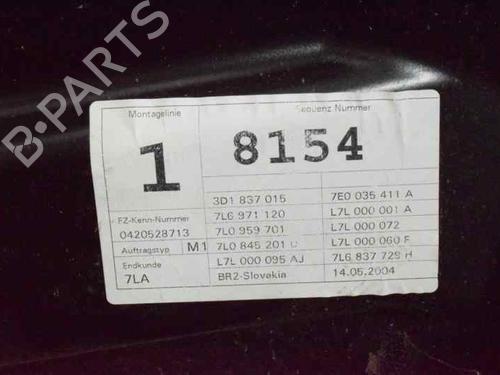 B-PARTS
Montagelinie
Sequenz Nummer
1
8154
3D1 837 015
7E0 035 411 A
FZ-Kenn-Nummer
7L6 971 120
L7L 000 001 A
0420528713
7L0 959 701
L7L 000 072
Auftragstyp M1
7L0 845 201
L7L 000 060 F
Endkunde
L7L 000 095 AJ
7L6 837 729 H
7LA
BR2-Slovakia
14.05.2004